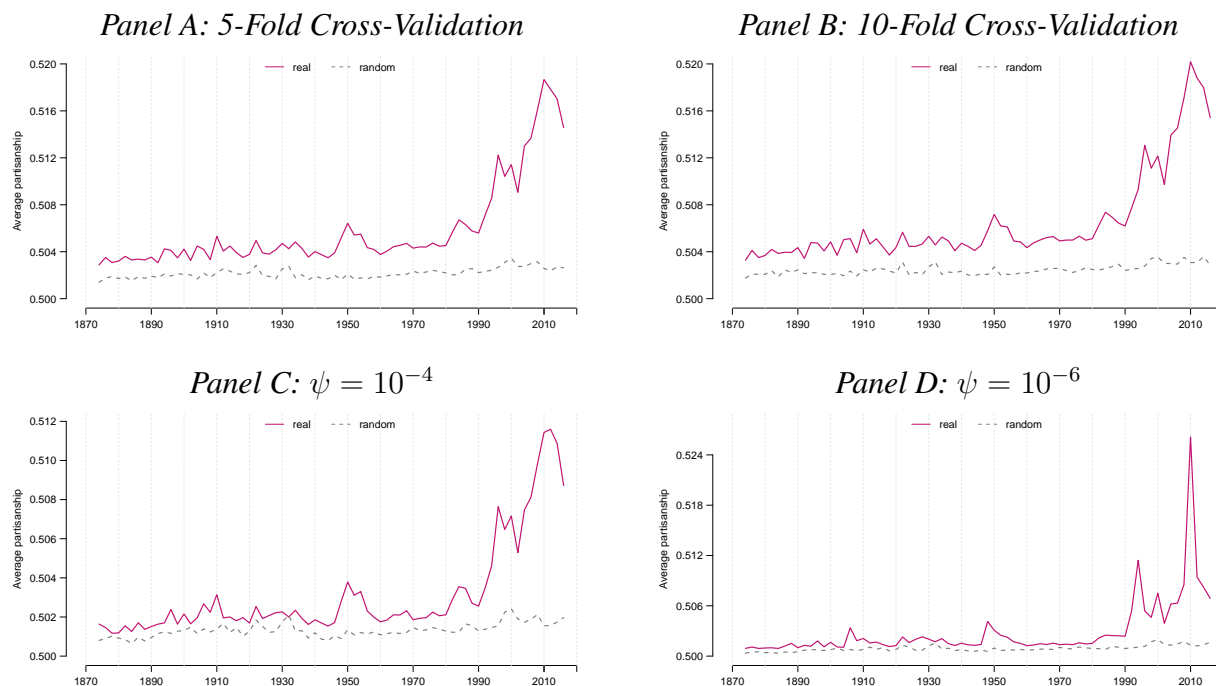 Panel A: 5-Fold Cross-Validation
real random
Average partisanship
0.520
0.516
0.512
0.508
0.504
0.500
1870 1890 1910 1930 1950 1970 1990 2010
Panel B: 10-Fold Cross-Validation
real random
Average partisanship
0.520
0.516
0.512
0.508
0.504
0.500
1870 1890 1910 1930 1950 1970 1990 2010
Panel C: ψ = 10⁻⁴
real random
Average partisanship
0.512
0.510
0.508
0.506
0.504
0.502
0.500
1870 1890 1910 1930 1950 1970 1990 2010
Panel D: ψ = 10⁻⁶
real random
Average partisanship
0.524
0.518
0.512
0.506
0.500
1870 1890 1910 1930 1950 1970 1990 2010